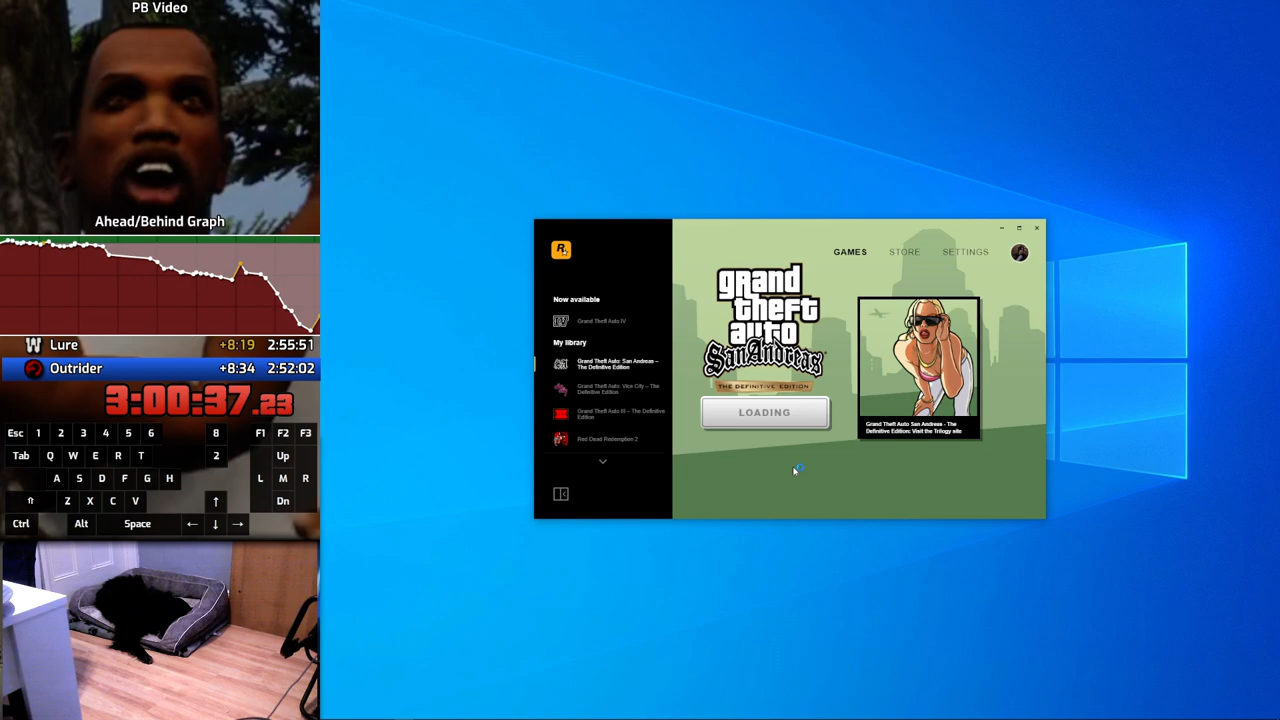 PB Video
Ahead/Behind Graph
Lure +8:19 2:55:51
Outrider +8:34 2:52:02
3:00:37.23
Esc 1 2 3 4 5 6 8 F1 F2 F3
Tab Q W E R T 2 Up
A S D F G H L M R
Z X C V ↑ Dn
Ctrl Alt Space ← ↓ →
GAMES STORE SETTINGS
Now available
Grand Theft Auto IV
My library
Grand Theft Auto: San Andreas –
The Definitive Edition
Grand Theft Auto: Vice City – The
Definitive Edition
Grand Theft Auto III – The Definitive
Edition
Red Dead Redemption 2
grand
theft
auto
San Andreas
THE DEFINITIVE EDITION
LOADING
Grand Theft Auto San Andreas - The
Definitive Edition: Visit the Trilogy site